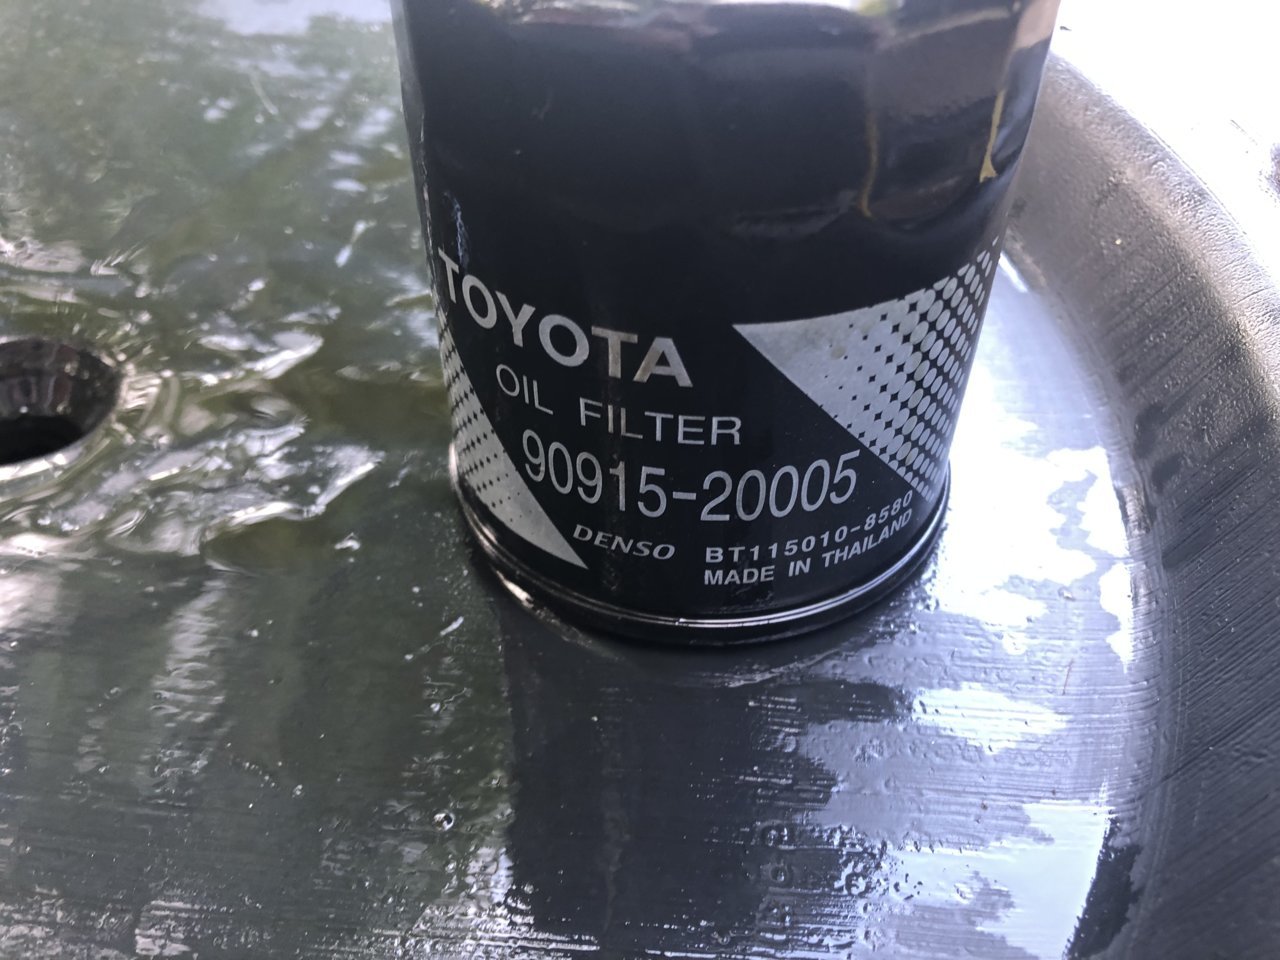 TOYOTA
OIL FILTER
90915-20005
DENSO BT115010-8580
MADE IN THAILAND